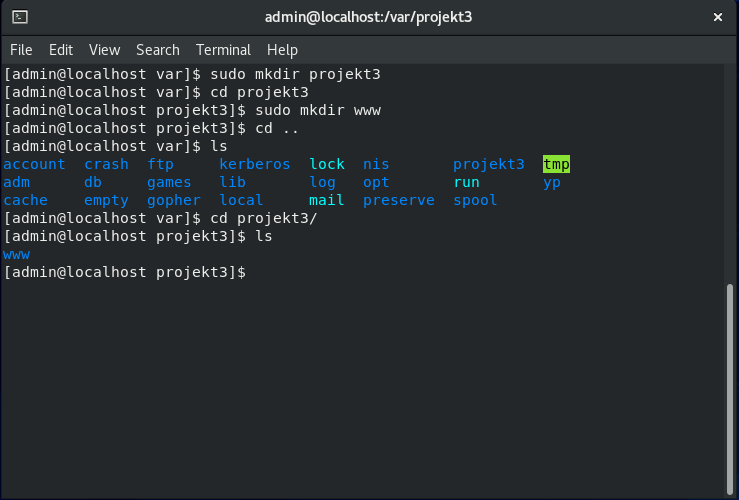 admin@localhost:/var/projekt3
File Edit View Search Terminal Help
[admin@localhost var]$ sudo mkdir projekt3
[admin@localhost var]$ cd projekt3
[admin@localhost projekt3]$ sudo mkdir www
[admin@localhost projekt3]$ cd ..
[admin@localhost var]$ ls
account crash ftp kerberos lock nis projekt3 tmp
adm db games lib log opt run yp
cache empty gopher local mail preserve spool
[admin@localhost var]$ cd projekt3/
[admin@localhost projekt3]$ ls
www
[admin@localhost projekt3]$